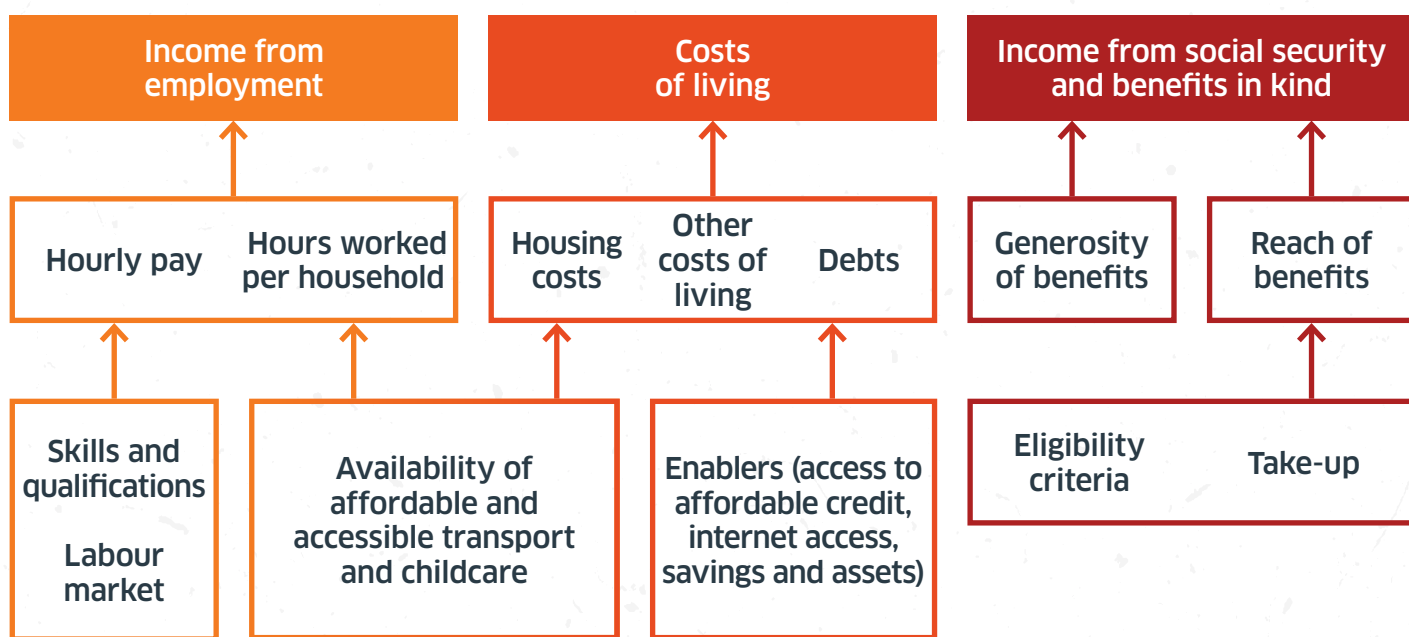 Income from
employment
Costs
of living
Income from social security
and benefits in kind
Hourly pay
Hours worked
per household
Housing
costs
Other
costs of
living
Debts
Generosity
of benefits
Reach of
benefits
Skills and
qualifications
Labour
market
Availability of
affordable and
accessible transport
and childcare
Enablers (access to
affordable credit,
internet access,
savings and assets)
Eligibility
criteria
Take-up